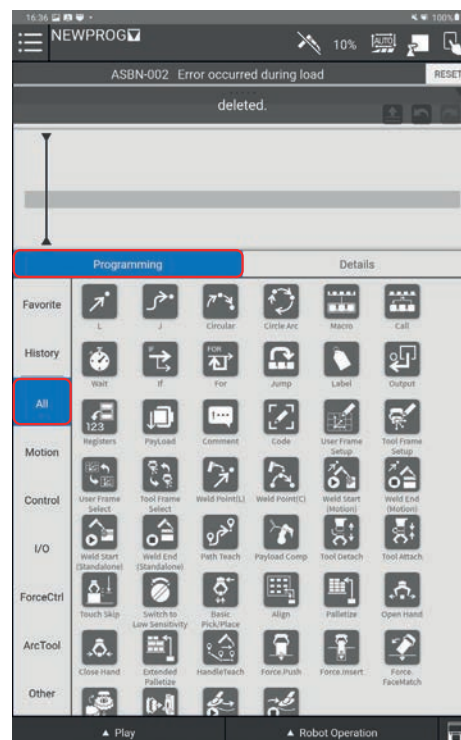 16:36
100%
NEWPROG
10%
AUTO
ASBN-002 Error occurred during load
RESET
deleted.
Programming
Details
Favorite
History
All
Motion
Control
I/O
ForceCtrl
ArcTool
Other
L
J
Circular
Circle Arc
Macro
Call
Wait
If
For
Jump
Label
Output
Registers
PayLoad
Comment
Code
User Frame
Setup
Tool Frame
Setup
User Frame
Select
Tool Frame
Select
Weld Point(L)
Weld Point(C)
Weld Start
(Motion)
Weld End
(Motion)
Weld Start
(Standalone)
Weld End
(Standalone)
Path Teach
Payload Comp
Tool Detach
Tool Attach
Touch Skip
Switch to
Low Sensitivity
Basic
Pick/Place
Align
Palletize
Open Hand
Close Hand
Extended
Palletize
HandleTeach
Force.Push
Force.Insert
Force.
FaceMatch
▲ Play
▲ Robot Operation